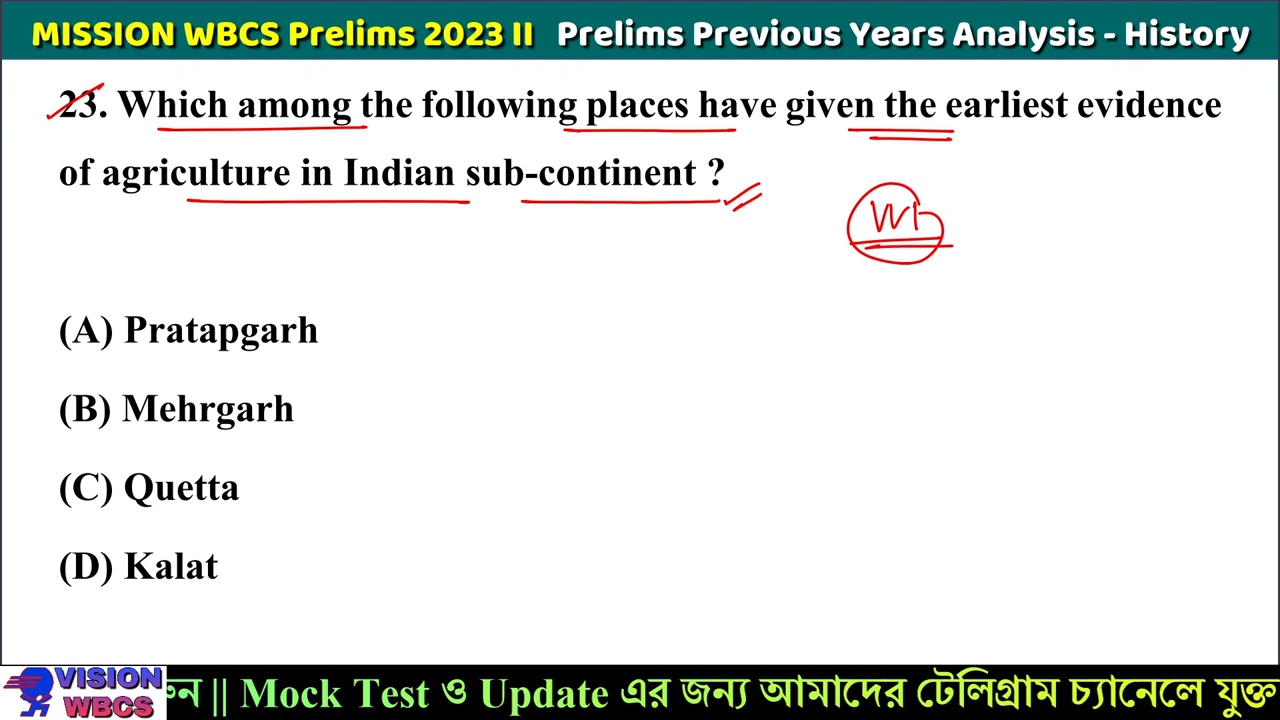 MISSION WBCS Prelims 2023 II Prelims Previous Years Analysis - History
23. Which among the following places have given the earliest evidence
of agriculture in Indian sub-continent ?
(A) Pratapgarh
(B) Mehrgarh
(C) Quetta
(D) Kalat
VISION
WBCS
|| Mock Test ও Update এর জন্য আমাদের টেলিগ্রাম চ্যানেলে যুক্ত